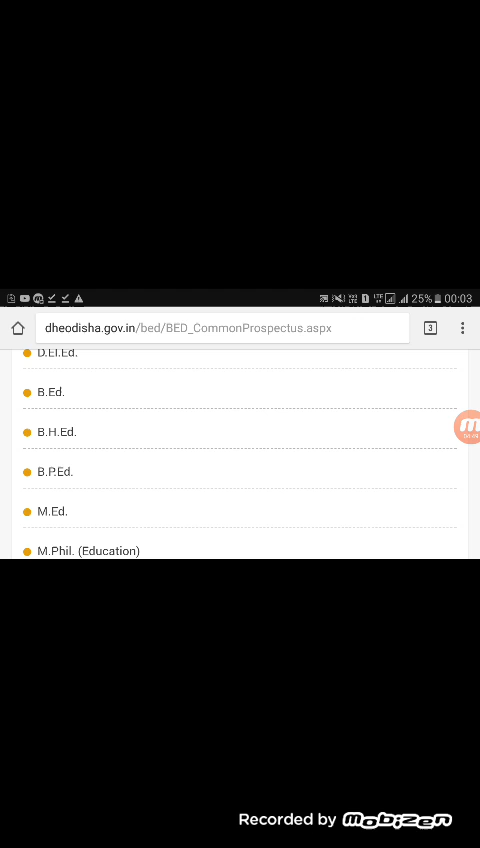 25% 00:03
dheodisha.gov.in/bed/BED_CommonProspectus.aspx
3
D.El.Ed.
B.Ed.
B.H.Ed.
B.P.Ed.
M.Ed.
M.Phil. (Education)
Recorded by Mobizen